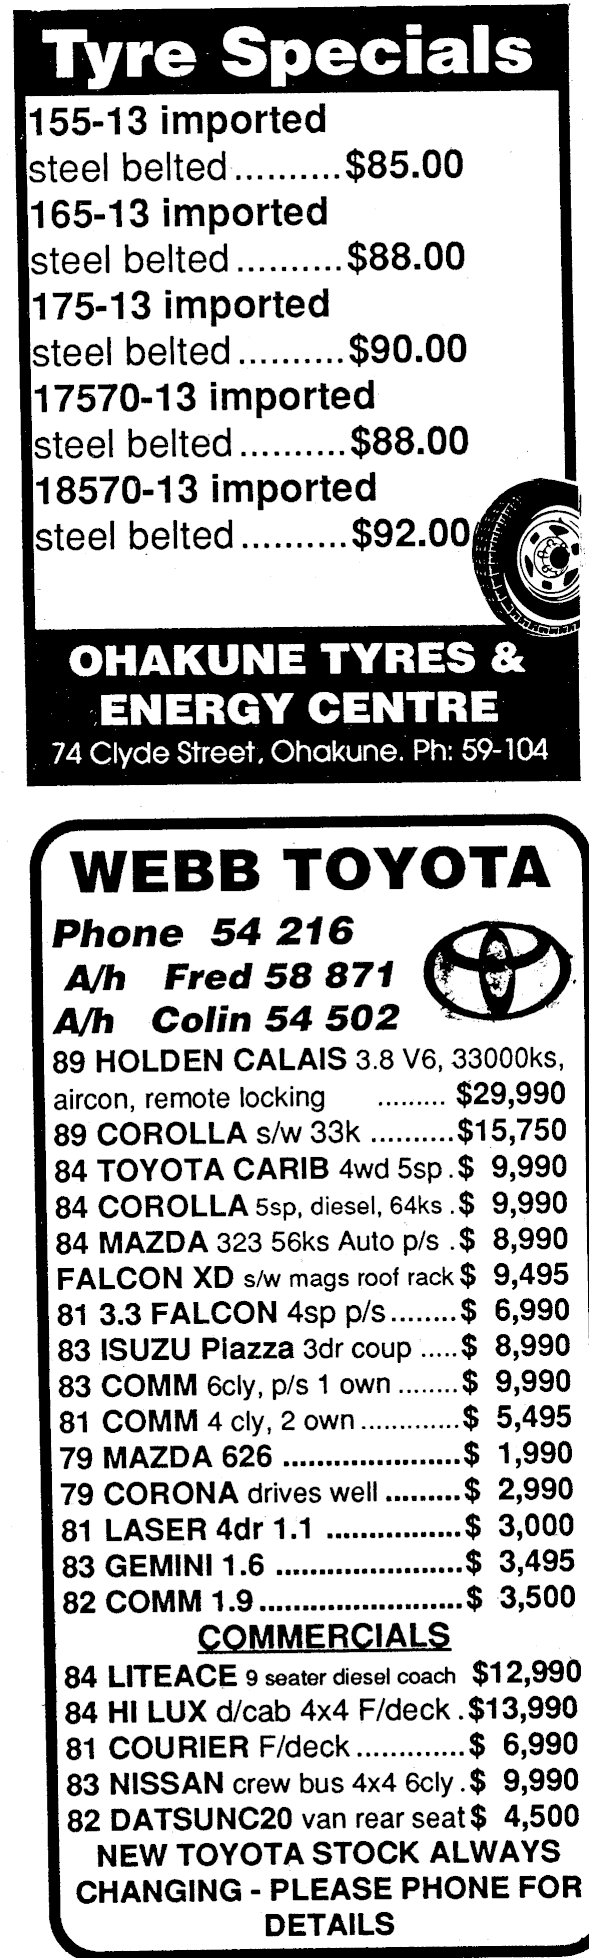 Tyre Specials
155-13 imported
steel belted ..........$85.00
165-13 imported
steel belted ..........$88.00
175-13 imported
steel belted ..........$90.00
17570-13 imported
steel belted ..........$88.00
18570-13 imported
steel belted ..........$92.00
OHAKUNE TYRES &
ENERGY CENTRE
74 Clyde Street, Ohakune. Ph: 59-104
WEBB TOYOTA
Phone 54 216
A/h Fred 58 871
A/h Colin 54 502
89 HOLDEN CALAIS 3.8 V6, 33000ks,
aircon, remote locking ......... $29,990
89 COROLLA s/w 33k ..........$15,750
84 TOYOTA CARIB 4wd 5sp .$ 9,990
84 COROLLA 5sp, diesel, 64ks .$ 9,990
84 MAZDA 323 56ks Auto p/s .$ 8,990
FALCON XD s/w mags roof rack $ 9,495
81 3.3 FALCON 4sp p/s ........$ 6,990
83 ISUZU Piazza 3dr coup .....$ 8,990
83 COMM 6cly, p/s 1 own ........$ 9,990
81 COMM 4 cly, 2 own .............$ 5,495
79 MAZDA 626 ......................$ 1,990
79 CORONA drives well .........$ 2,990
81 LASER 4dr 1.1 .................$ 3,000
83 GEMINI 1.6 .......................$ 3,495
82 COMM 1.9 .........................$ 3,500
COMMERCIALS
84 LITEACE 9 seater diesel coach $12,990
84 HI LUX d/cab 4x4 F/deck .$13,990
81 COURIER F/deck .............$ 6,990
83 NISSAN crew bus 4x4 6cly .$ 9,990
82 DATSUNC20 van rear seat $ 4,500
NEW TOYOTA STOCK ALWAYS
CHANGING - PLEASE PHONE FOR
DETAILS